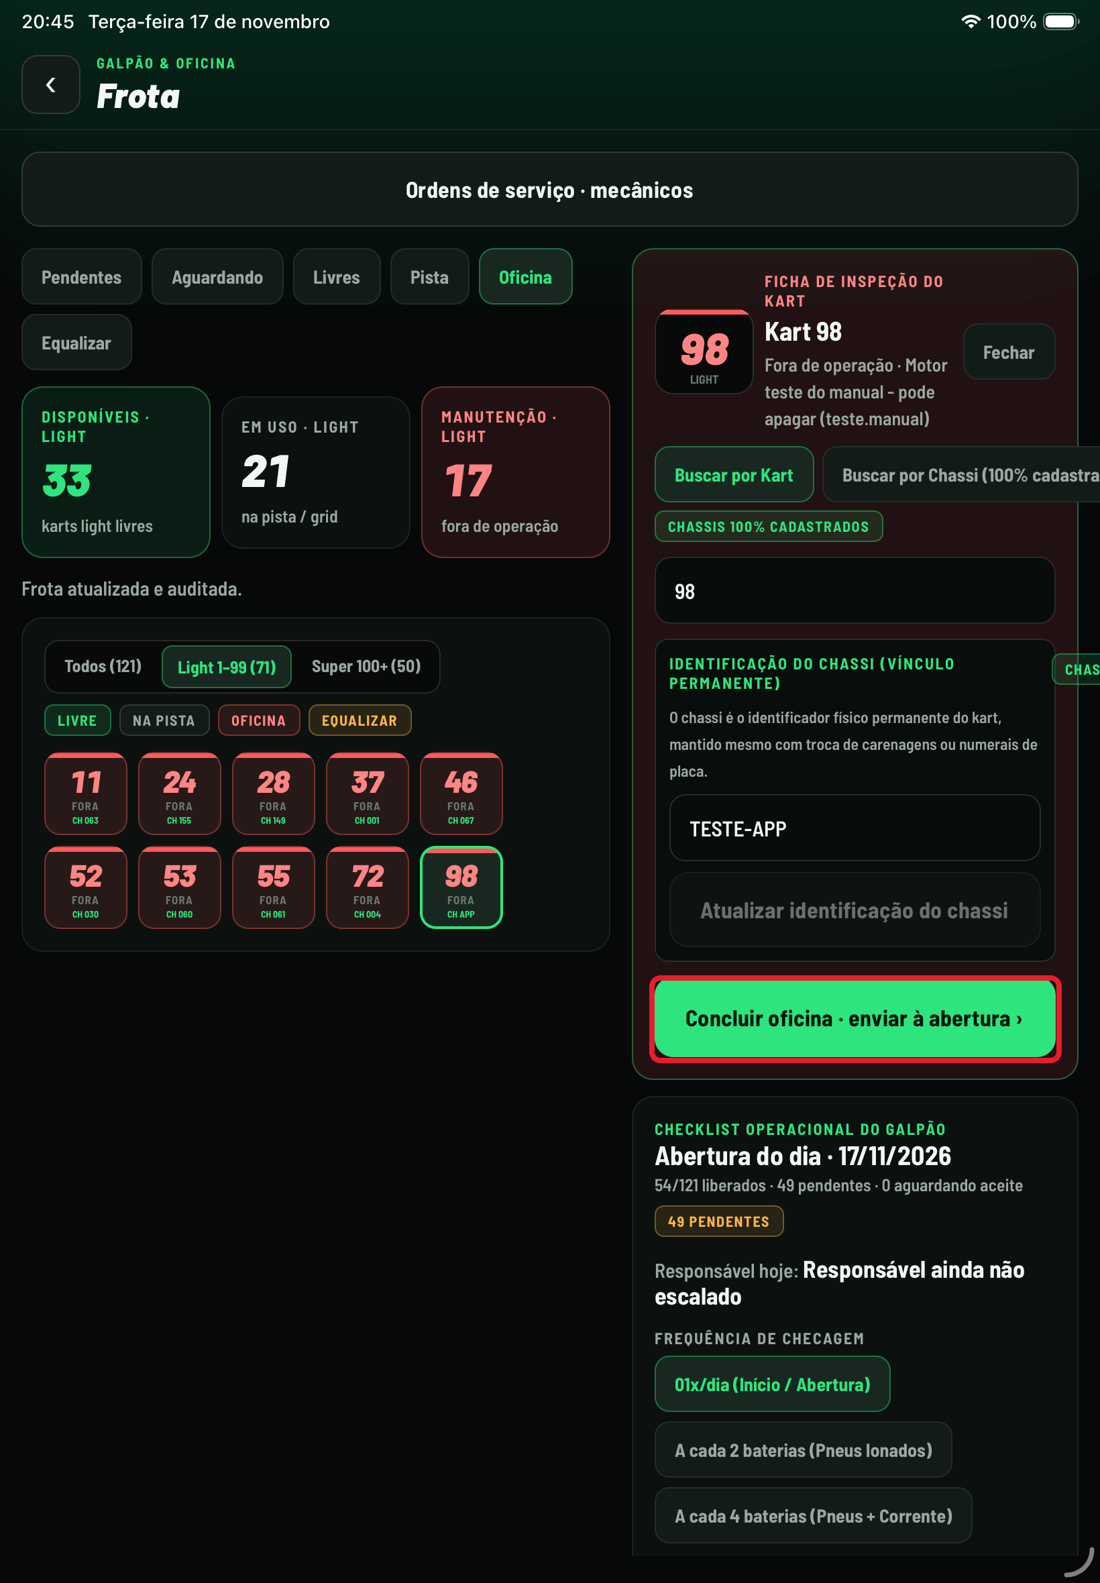 20:45 Terça-feira 17 de novembro
100%
GALPÃO & OFICINA
Frota
Ordens de serviço · mecânicos
Pendentes
Aguardando
Livres
Pista
Oficina
Equalizar
DISPONÍVEIS ·
LIGHT
33
karts light livres
EM USO · LIGHT
21
na pista / grid
MANUTENÇÃO ·
LIGHT
17
fora de operação
Frota atualizada e auditada.
Todos (121)
Light 1-99 (71)
Super 100+ (50)
LIVRE
NA PISTA
OFICINA
EQUALIZAR
11
FORA
CH 063
24
FORA
CH 155
28
FORA
CH 149
37
FORA
CH 001
46
FORA
CH 067
52
FORA
CH 030
53
FORA
CH 060
55
FORA
CH 061
72
FORA
CH 004
98
FORA
CH APP
98
LIGHT
FICHA DE INSPEÇÃO DO
KART
Kart 98
Fora de operação · Motor
teste do manual - pode
apagar (teste.manual)
Fechar
Buscar por Kart
Buscar por Chassi (100% cadastra
CHASSIS 100% CADASTRADOS
98
IDENTIFICAÇÃO DO CHASSI (VÍNCULO
PERMANENTE)
CHAS
O chassi é o identificador físico permanente do kart,
mantido mesmo com troca de carenagens ou numerais de
placa.
TESTE-APP
Atualizar identificação do chassi
Concluir oficina · enviar à abertura ›
CHECKLIST OPERACIONAL DO GALPÃO
Abertura do dia · 17/11/2026
54/121 liberados · 49 pendentes · 0 aguardando aceite
49 PENDENTES
Responsável hoje: Responsável ainda não
escalado
FREQUÊNCIA DE CHECAGEM
01x/dia (Início / Abertura)
A cada 2 baterias (Pneus lonados)
A cada 4 baterias (Pneus + Corrente)